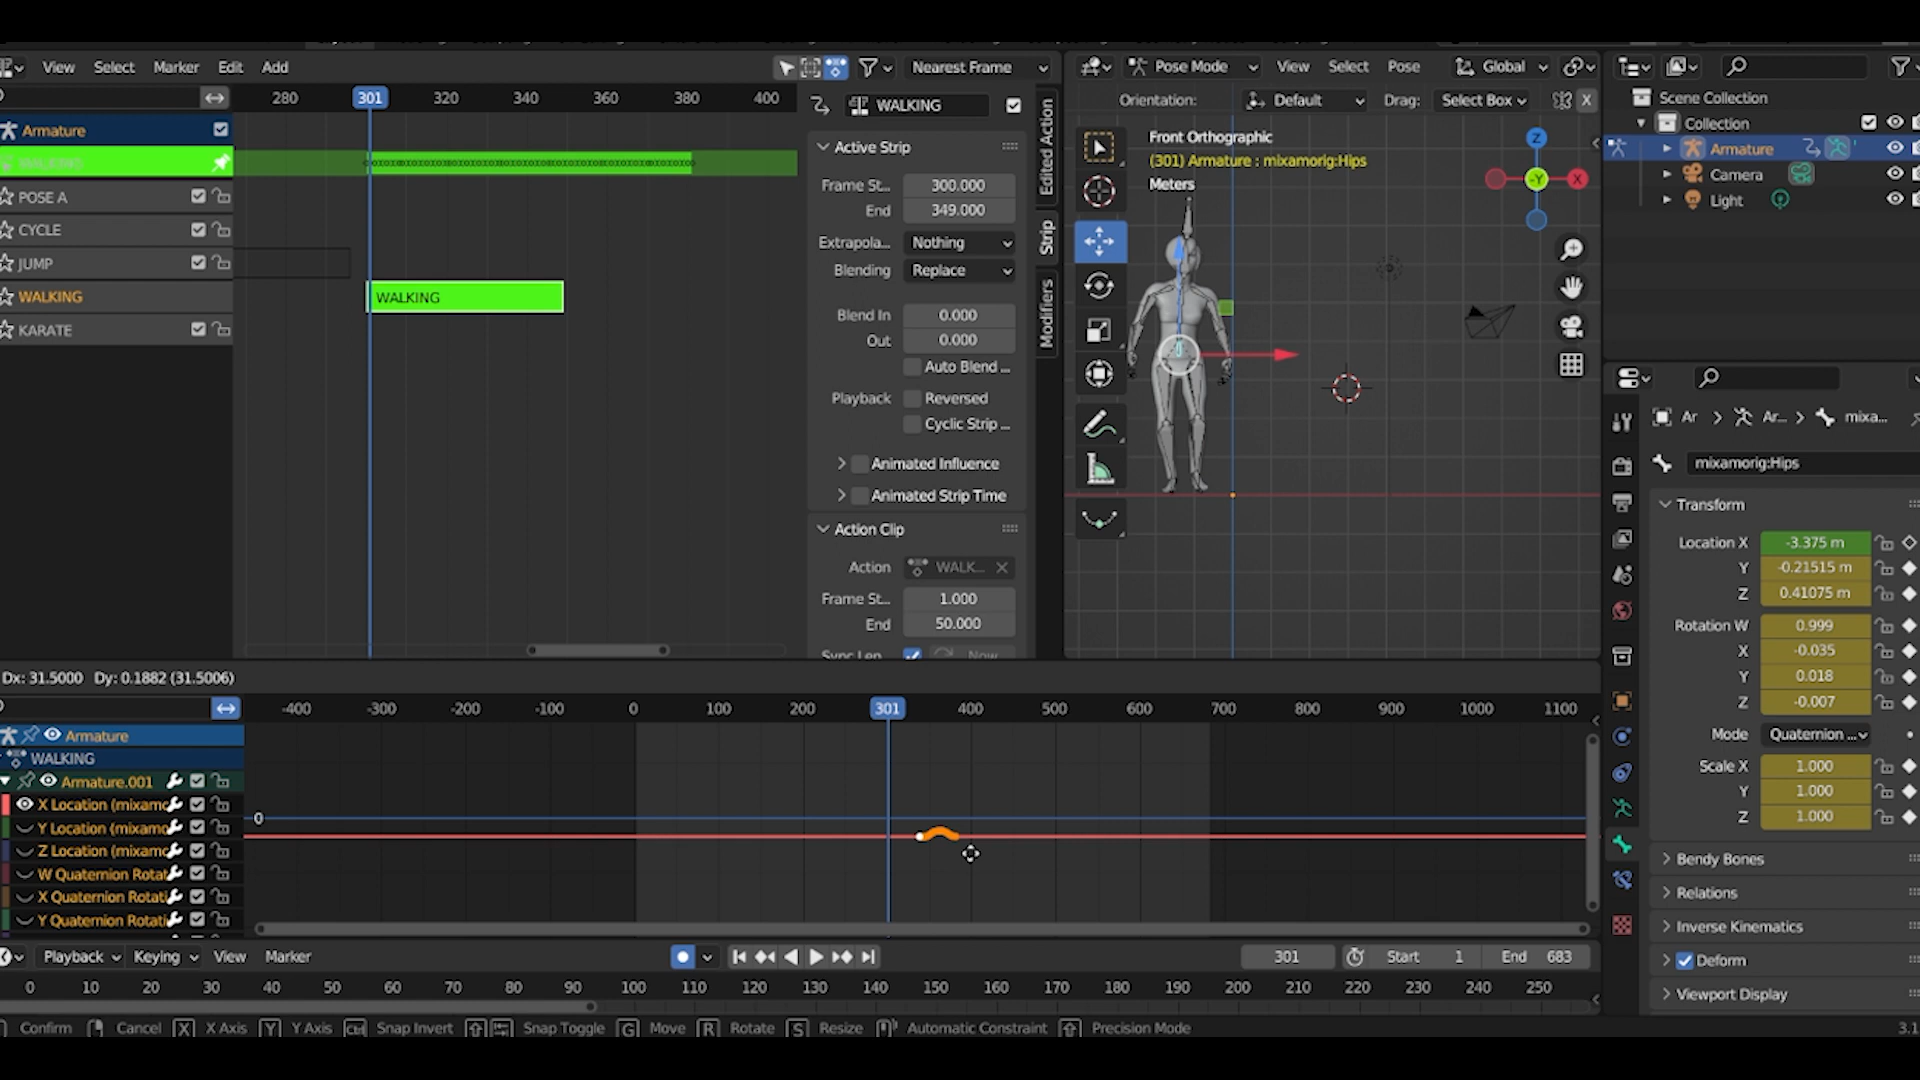 View Select Marker Edit Add
Nearest Frame
280 301 320 340 360 380 400
Armature
POSE A
CYCLE
JUMP
WALKING
KARATE
WALKING
WALKING
Active Strip
Frame St... 300.000
End 349.000
Extrapola... Nothing
Blending Replace
Blend In 0.000
Out 0.000
Auto Blend ...
Playback Reversed
Cyclic Strip ...
Animated Influence
Animated Strip Time
Action Clip
Action WALK...
Frame St... 1.000
End 50.000
Sync Len... Now
Edited Action
Strip
Modifiers
Pose Mode View Select Pose Global
Orientation: Default Drag: Select Box X
Front Orthographic
(301) Armature : mixamorig:Hips
Meters
Z
-Y
X
Scene Collection
Collection
Armature
Camera
Light
Ar Ar... mixa...
mixamorig:Hips
Transform
Location X -3.375 m
Y -0.21515 m
Z 0.41075 m
Rotation W 0.999
X -0.035
Y 0.018
Z -0.007
Mode Quaternion ...
Scale X 1.000
Y 1.000
Z 1.000
Bendy Bones
Relations
Inverse Kinematics
Deform
Viewport Display
Dx: 31.5000 Dy: 0.1882 (31.5006)
-400 -300 -200 -100 0 100 200 301 400 500 600 700 800 900 1000 1100
Armature
WALKING
Armature.001
X Location (mixamo
Y Location (mixamo
Z Location (mixamo
W Quaternion Rotat
X Quaternion Rotati
Y Quaternion Rotati
0
Playback Keying View Marker
301 Start 1 End 683
0 10 20 30 40 50 60 70 80 90 100 110 120 130 140 150 160 170 180 190 200 210 220 230 240 250
Confirm Cancel X X Axis Y Y Axis Ctrl Snap Invert Snap Toggle G Move R Rotate S Resize Automatic Constraint Precision Mode
3.1